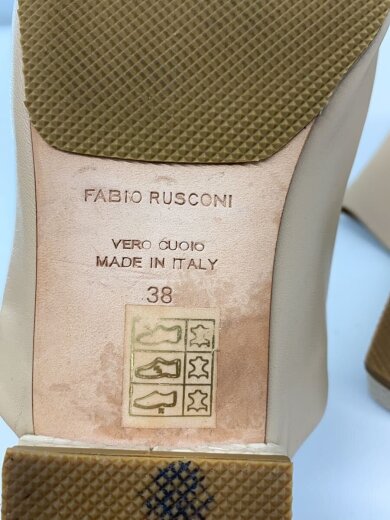 FABIO RUSCONI
VERO CUOIO
MADE IN ITALY
38